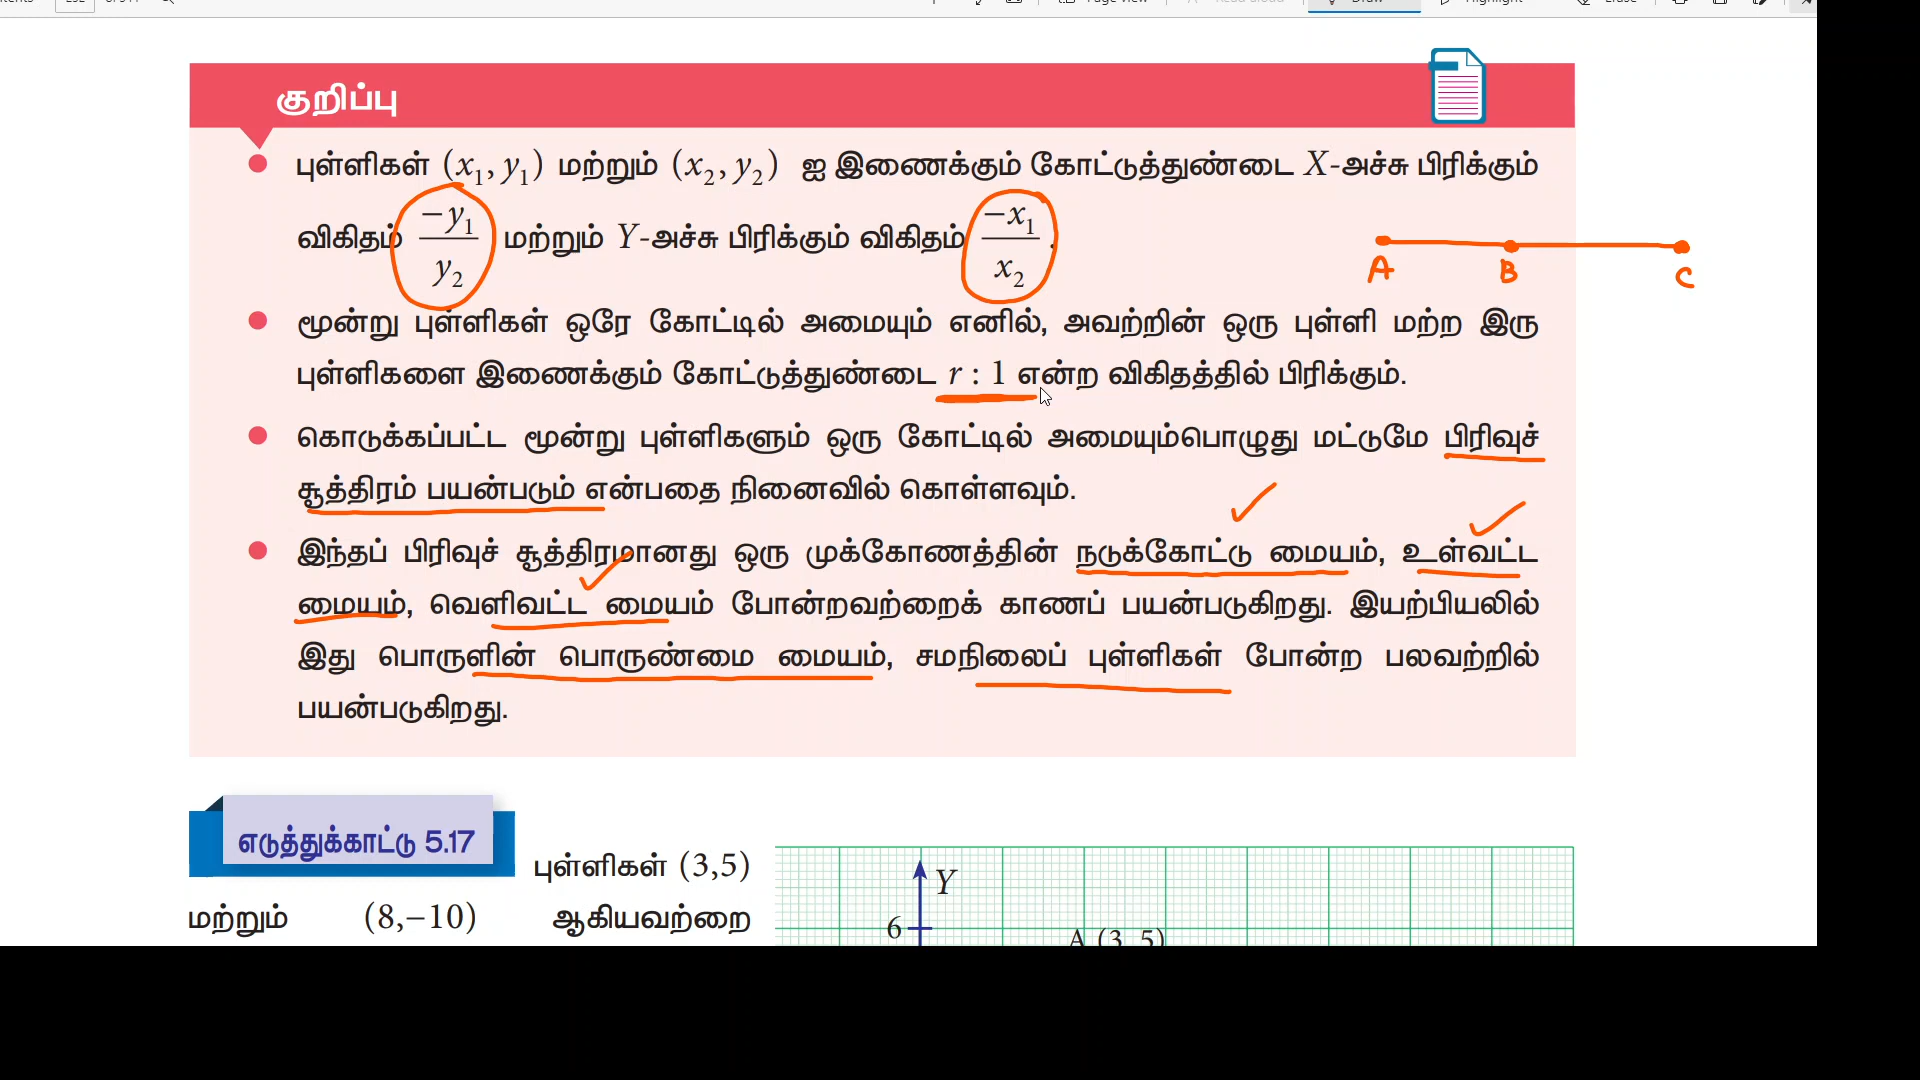 குறிப்பு
புள்ளிகள் (x₁, y₁) மற்றும் (x₂, y₂) ஐ இணைக்கும் கோட்டுத்துண்டை X-அச்சு பிரிக்கும்
விகிதம் −y₁/y₂ மற்றும் Y-அச்சு பிரிக்கும் விகிதம் −x₁/x₂ .
A B C
மூன்று புள்ளிகள் ஒரே கோட்டில் அமையும் எனில், அவற்றின் ஒரு புள்ளி மற்ற இரு
புள்ளிகளை இணைக்கும் கோட்டுத்துண்டை r : 1 என்ற விகிதத்தில் பிரிக்கும்.
கொடுக்கப்பட்ட மூன்று புள்ளிகளும் ஒரு கோட்டில் அமையும்பொழுது மட்டுமே பிரிவுச்
சூத்திரம் பயன்படும் என்பதை நினைவில் கொள்ளவும்.
இந்தப் பிரிவுச் சூத்திரமானது ஒரு முக்கோணத்தின் நடுக்கோட்டு மையம், உள்வட்ட
மையம், வெளிவட்ட மையம் போன்றவற்றைக் காணப் பயன்படுகிறது. இயற்பியலில்
இது பொருளின் பொருண்மை மையம், சமநிலைப் புள்ளிகள் போன்ற பலவற்றில்
பயன்படுகிறது.
எடுத்துக்காட்டு 5.17
புள்ளிகள் (3,5)
மற்றும் (8,−10) ஆகியவற்றை
Y
6
A (3, 5)